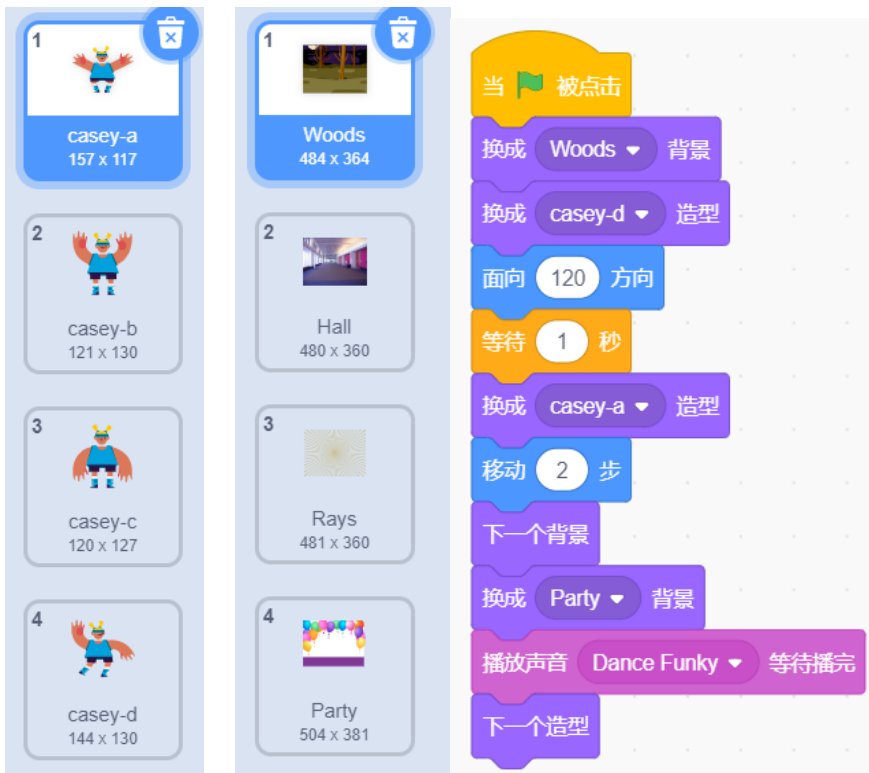 1
casey-a
157 x 117
2
casey-b
121 x 130
3
casey-c
120 x 127
4
casey-d
144 x 130
1
Woods
484 x 364
2
Hall
480 x 360
3
Rays
481 x 360
4
Party
504 x 381
当 被点击
换成 Woods 背景
换成 casey-d 造型
面向 120 方向
等待 1 秒
换成 casey-a 造型
移动 2 步
下一个背景
换成 Party 背景
播放声音 Dance Funky 等待播完
下一个造型